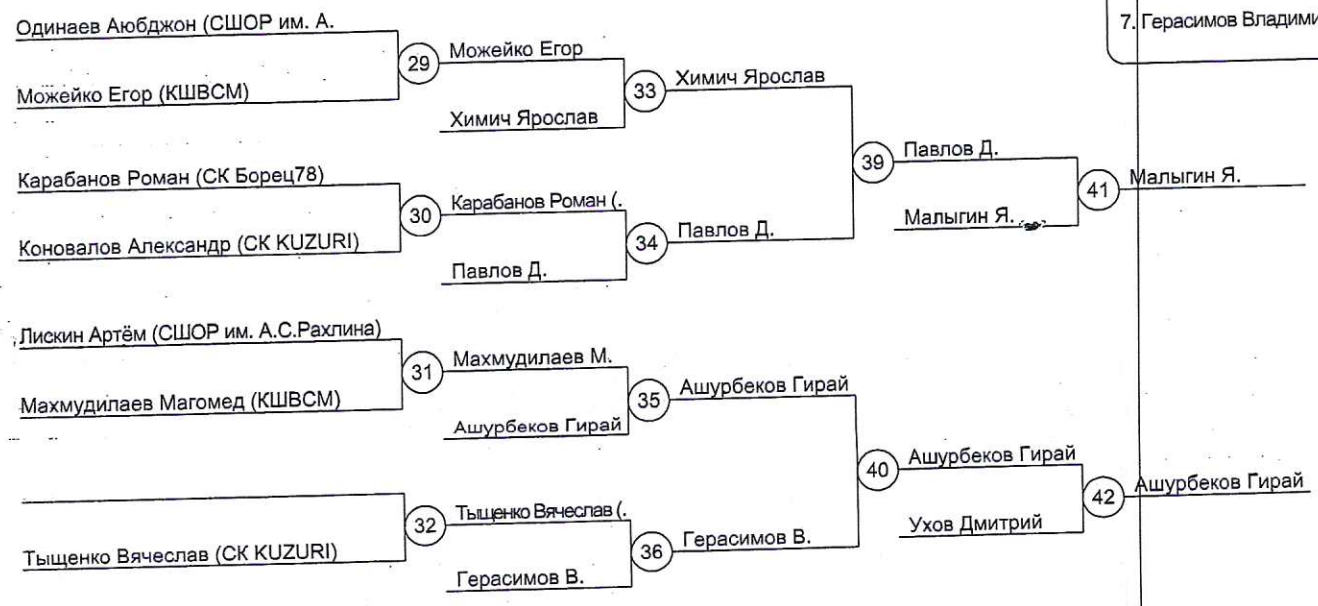 Одинаев Аюбджон (СШОР им. А.
7. Герасимов Владими
29
Можейко Егор
Можейко Егор (КШВСМ)
33
Химич Ярослав
Химич Ярослав
Карабанов Роман (СК Борец78)
39
Павлов Д.
30
Карабанов Роман (.
41
Малыгин Я.
Коновалов Александр (СК KUZURI)
34
Павлов Д.
Малыгин Я.
Павлов Д.
Лискин Артём (СШОР им. А.С.Рахлина)
31
Махмудилаев М.
Махмудилаев Магомед (КШВСМ)
35
Ашурбеков Гирай
Ашурбеков Гирай
40
Ашурбеков Гирай
42
Ашурбеков Гирай
32
Тыщенко Вячеслав (.
Ухов Дмитрий
Тыщенко Вячеслав (СК KUZURI)
36
Герасимов В.
Герасимов В.